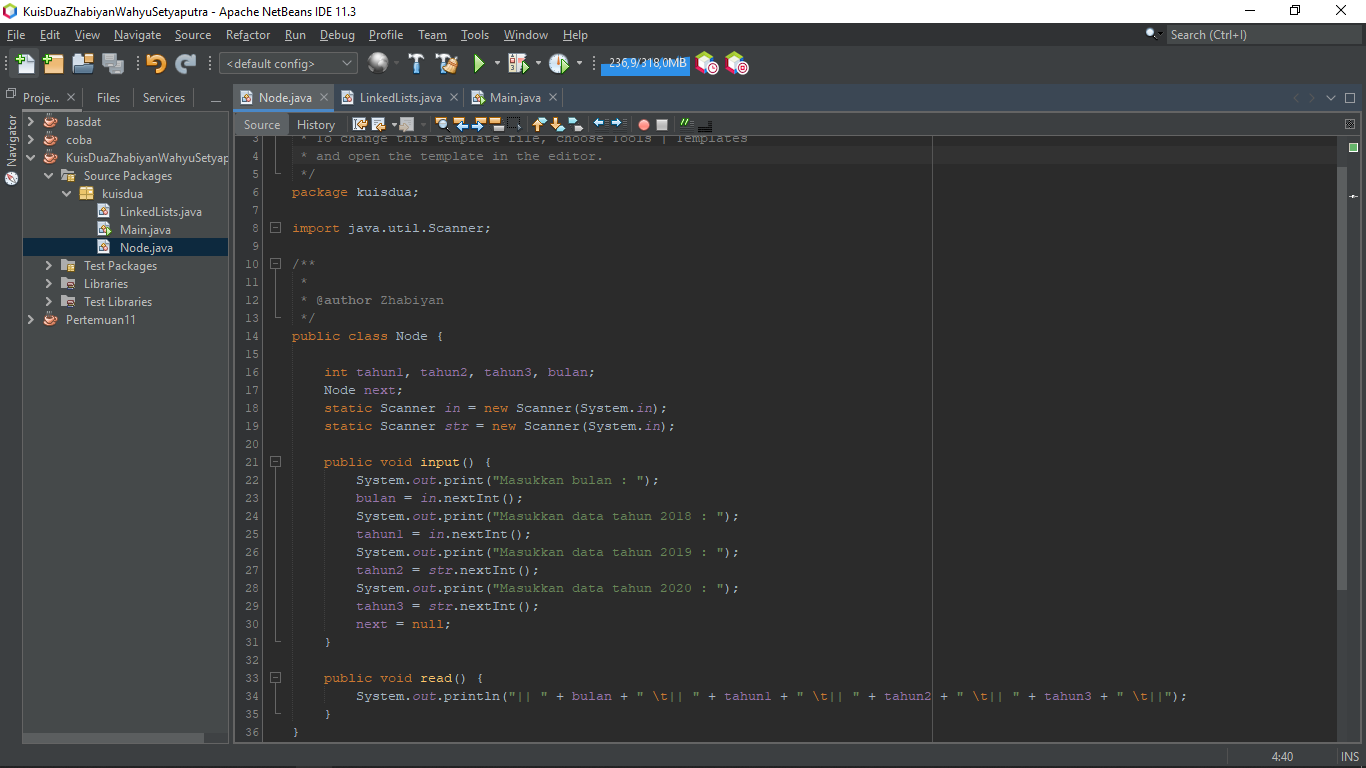 KuisDuaZhabiyanWahyuSetyaputra - Apache NetBeans IDE 11.3
File Edit View Navigate Source Refactor Run Debug Profile Team Tools Window Help
Search (Ctrl+I)
<default config>
236,9/318,0MB
Proje... Files Services
Navigator
basdat
coba
KuisDuaZhabiyanWahyuSetyap
Source Packages
kuisdua
LinkedLists.java
Main.java
Node.java
Test Packages
Libraries
Test Libraries
Pertemuan11
Node.java LinkedLists.java Main.java
Source History
3 * To change this template file, choose Tools | Templates
4 * and open the template in the editor.
5 */
6 package kuisdua;
7
8 import java.util.Scanner;
9
10 /**
11 *
12 * @author Zhabiyan
13 */
14 public class Node {
15
16 int tahun1, tahun2, tahun3, bulan;
17 Node next;
18 static Scanner in = new Scanner(System.in);
19 static Scanner str = new Scanner(System.in);
20
21 public void input() {
22 System.out.print("Masukkan bulan : ");
23 bulan = in.nextInt();
24 System.out.print("Masukkan data tahun 2018 : ");
25 tahun1 = in.nextInt();
26 System.out.print("Masukkan data tahun 2019 : ");
27 tahun2 = str.nextInt();
28 System.out.print("Masukkan data tahun 2020 : ");
29 tahun3 = str.nextInt();
30 next = null;
31 }
32
33 public void read() {
34 System.out.println("|| " + bulan + " \t|| " + tahun1 + " \t|| " + tahun2 + " \t|| " + tahun3 + " \t||");
35 }
36 }
4:40 INS